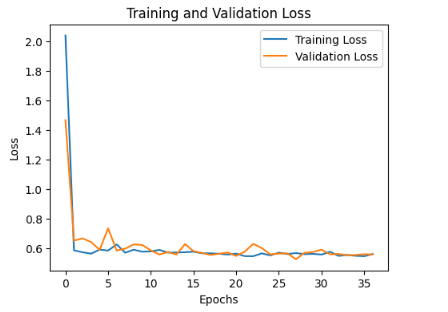 Training and Validation Loss
Training Loss
Validation Loss
2.0
1.8
1.6
1.4
1.2
1.0
0.8
0.6
Loss
0 5 10 15 20 25 30 35
Epochs